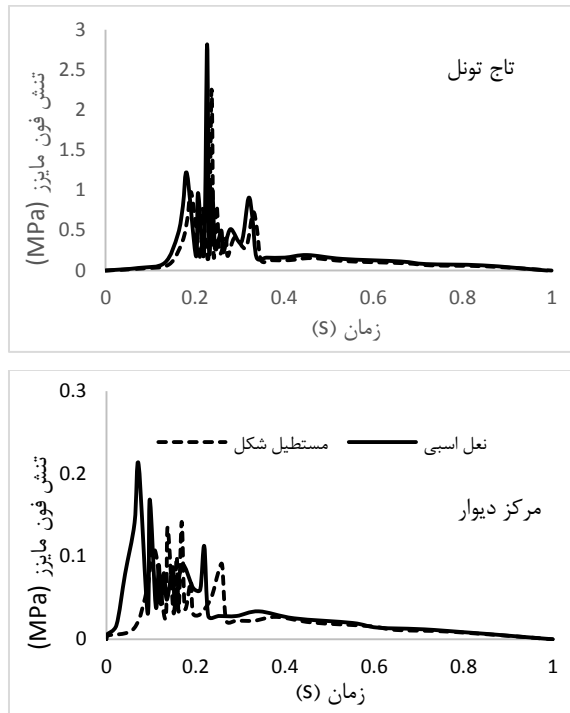 تاج تونل
3
2.5
2
1.5
1
0.5
0
تنش فون مایزز (MPa)
0 0.2 0.4 0.6 0.8 1
زمان (s)
0.3
0.2
0.1
0
تنش فون مایزز (MPa)
مستطیل شکل نعل اسبی
مرکز دیوار
0 0.2 0.4 0.6 0.8 1
زمان (s)